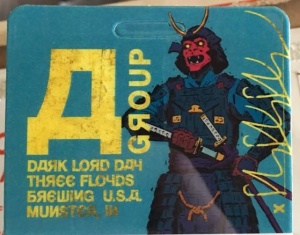 Д
GROUP
DARK LORD DAY
THREE FLOYDS
BREWING U.S.A.
MUNSTER, IN
X